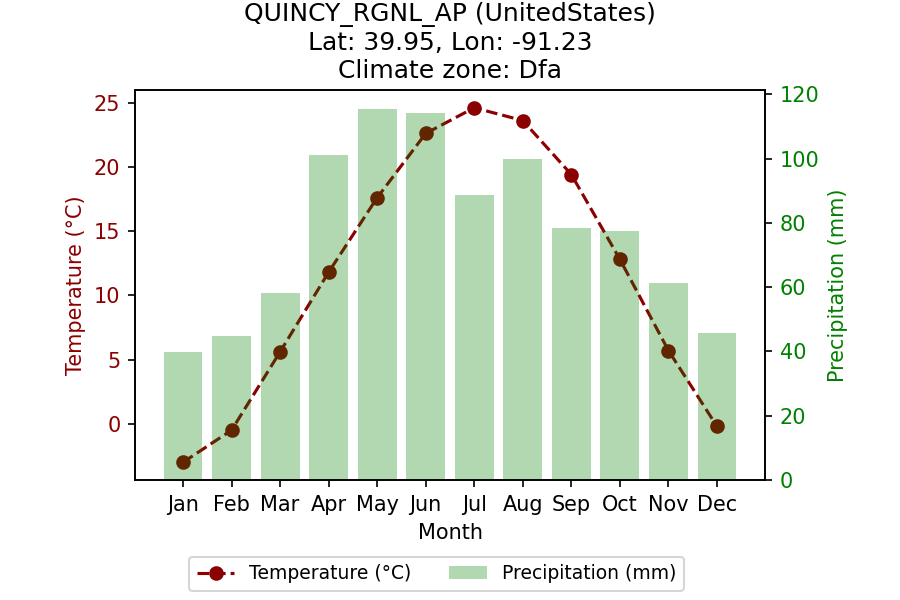 QUINCY_RGNL_AP (UnitedStates)
Lat: 39.95, Lon: -91.23
Climate zone: Dfa
25
20
15
10
5
0
Temperature (°C)
120
100
80
60
40
20
0
Precipitation (mm)
Jan Feb Mar Apr May Jun Jul Aug Sep Oct Nov Dec
Month
Temperature (°C) Precipitation (mm)